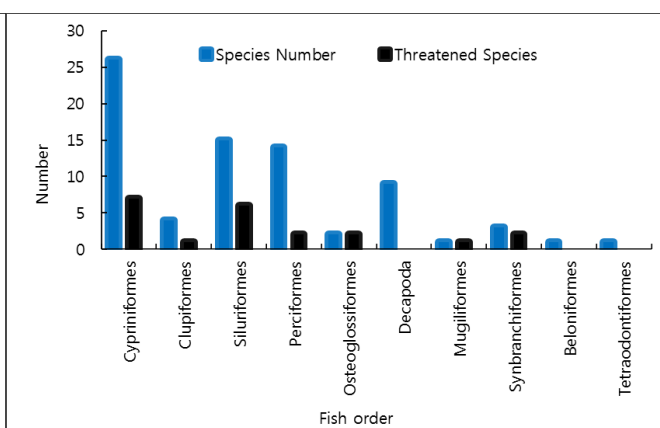 30
25
20
15
10
5
0
Number
Species Number
Threatened Species
Cypriniformes
Clupiformes
Siluriformes
Perciformes
Osteoglossiformes
Decapoda
Mugiliformes
Synbranchiformes
Beloniformes
Tetraodontiformes
Fish order